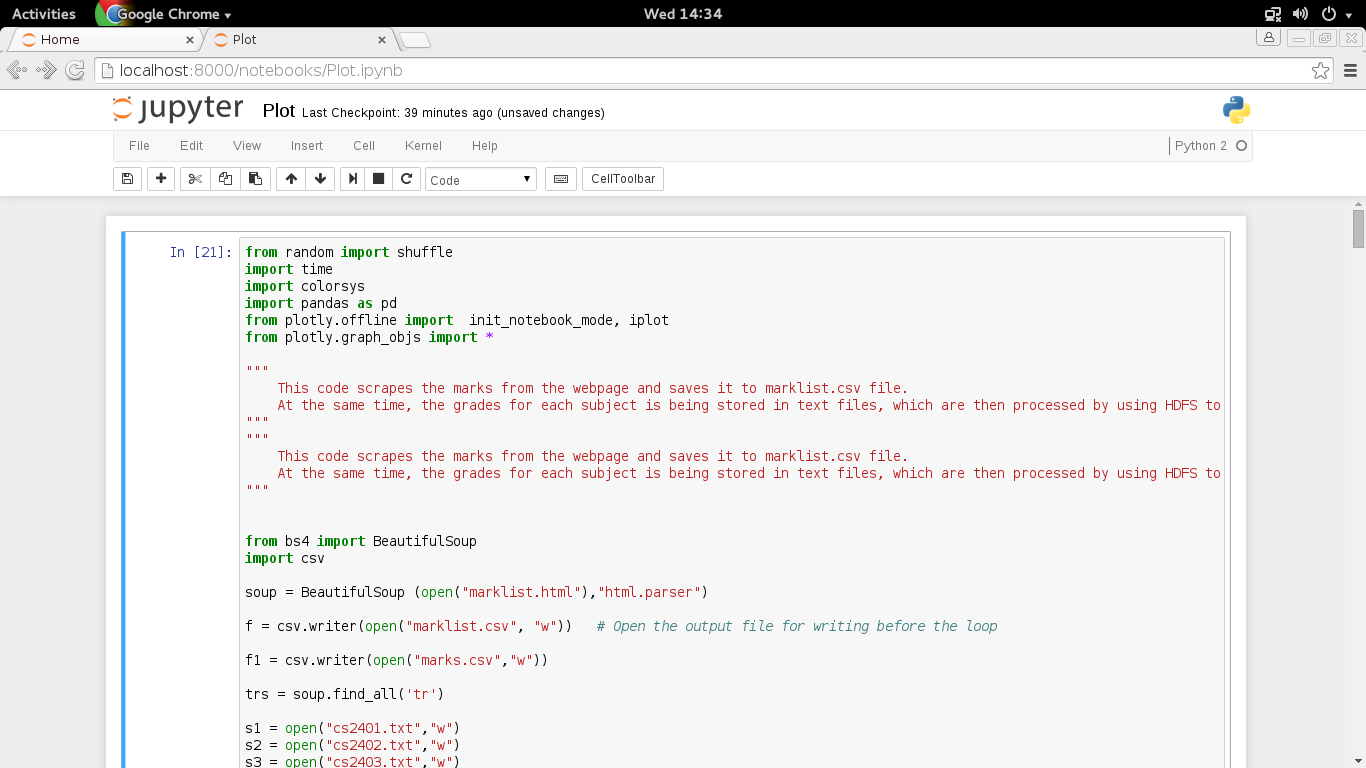 Activities Google Chrome Wed 14:34
Home Plot
localhost:8000/notebooks/Plot.ipynb
jupyter Plot Last Checkpoint: 39 minutes ago (unsaved changes)
File Edit View Insert Cell Kernel Help Python 2
Code CellToolbar
In [21]: from random import shuffle
import time
import colorsys
import pandas as pd
from plotly.offline import  init_notebook_mode, iplot
from plotly.graph_objs import *
"""
    This code scrapes the marks from the webpage and saves it to marklist.csv file.
    At the same time, the grades for each subject is being stored in text files, which are then processed by using HDFS to
"""
"""
    This code scrapes the marks from the webpage and saves it to marklist.csv file.
    At the same time, the grades for each subject is being stored in text files, which are then processed by using HDFS to
"""
from bs4 import BeautifulSoup
import csv
soup = BeautifulSoup (open("marklist.html"),"html.parser")
f = csv.writer(open("marklist.csv", "w"))   # Open the output file for writing before the loop
f1 = csv.writer(open("marks.csv","w"))
trs = soup.find_all('tr')
s1 = open("cs2401.txt","w")
s2 = open("cs2402.txt","w")
s3 = open("cs2403.txt","w")